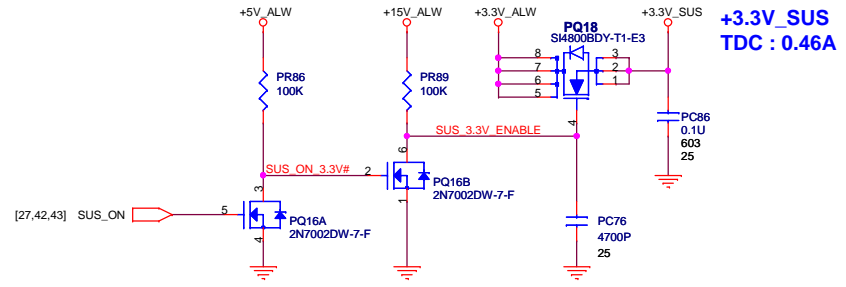 +5V_ALW
+15V_ALW
+3.3V_ALW
+3.3V_SUS
+3.3V_SUS
TDC : 0.46A
PQ18
SI4800BDY-T1-E3
8
7
6
5
3
2
1
4
PR86
100K
PR89
100K
PC86
0.1U
603
25
SUS_3.3V_ENABLE
SUS_ON_3.3V#
6
2
1
PQ16B
2N7002DW-7-F
3
[27,42,43] SUS_ON
5
4
PQ16A
2N7002DW-7-F
PC76
4700P
25